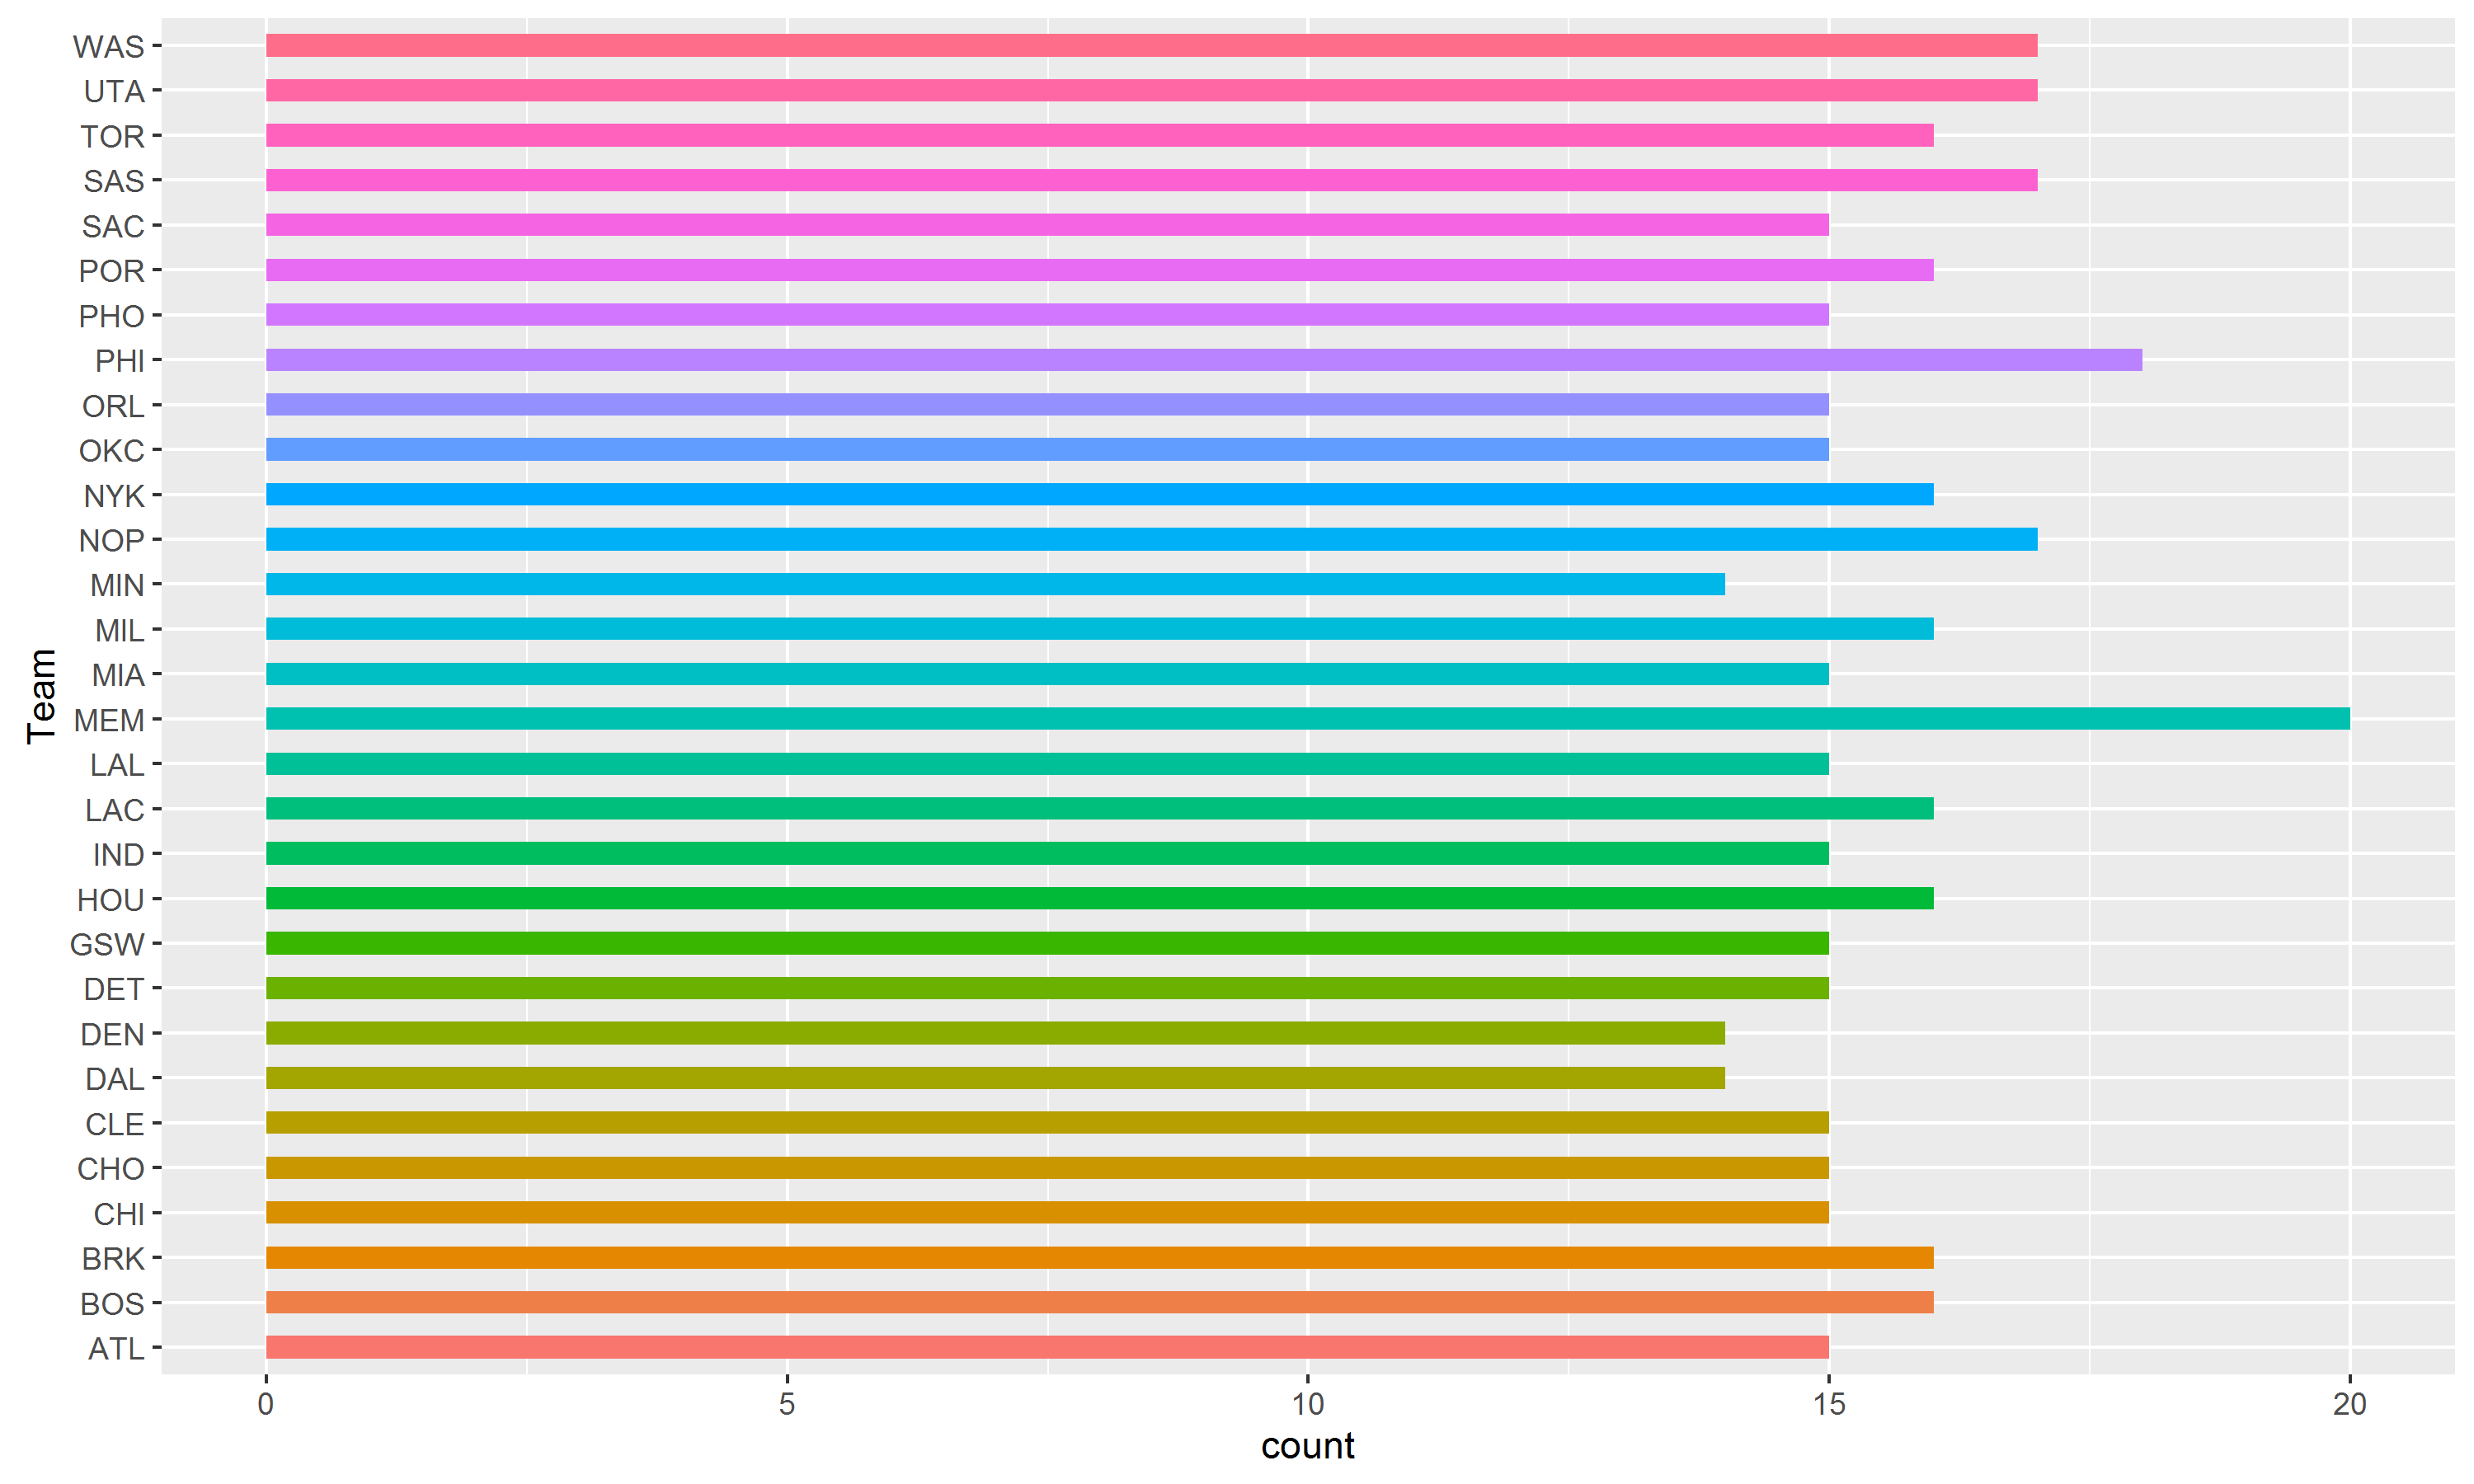 WAS
UTA
TOR
SAS
SAC
POR
PHO
PHI
ORL
OKC
NYK
NOP
MIN
MIL
MIA
MEM
LAL
LAC
IND
HOU
GSW
DET
DEN
DAL
CLE
CHO
CHI
BRK
BOS
ATL
Team
0 5 10 15 20
count